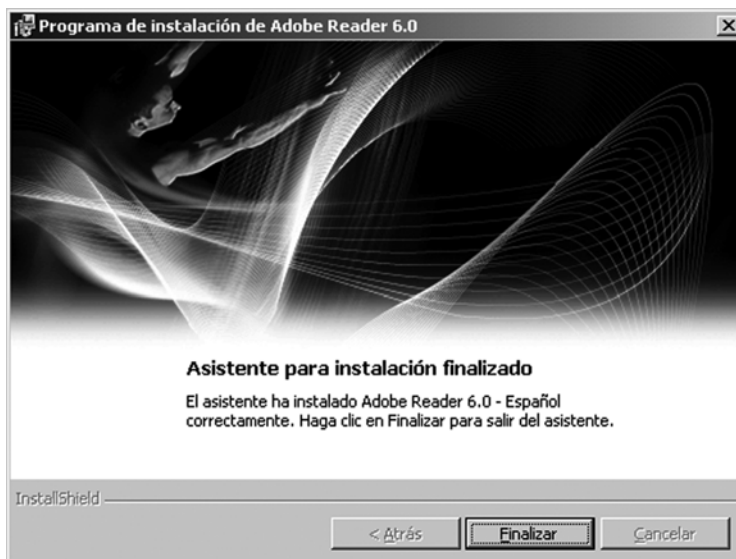 Programa de instalación de Adobe Reader 6.0
Asistente para instalación finalizado
El asistente ha instalado Adobe Reader 6.0 - Español
correctamente. Haga clic en Finalizar para salir del asistente.
InstallShield
< Atrás
Finalizar
Cancelar